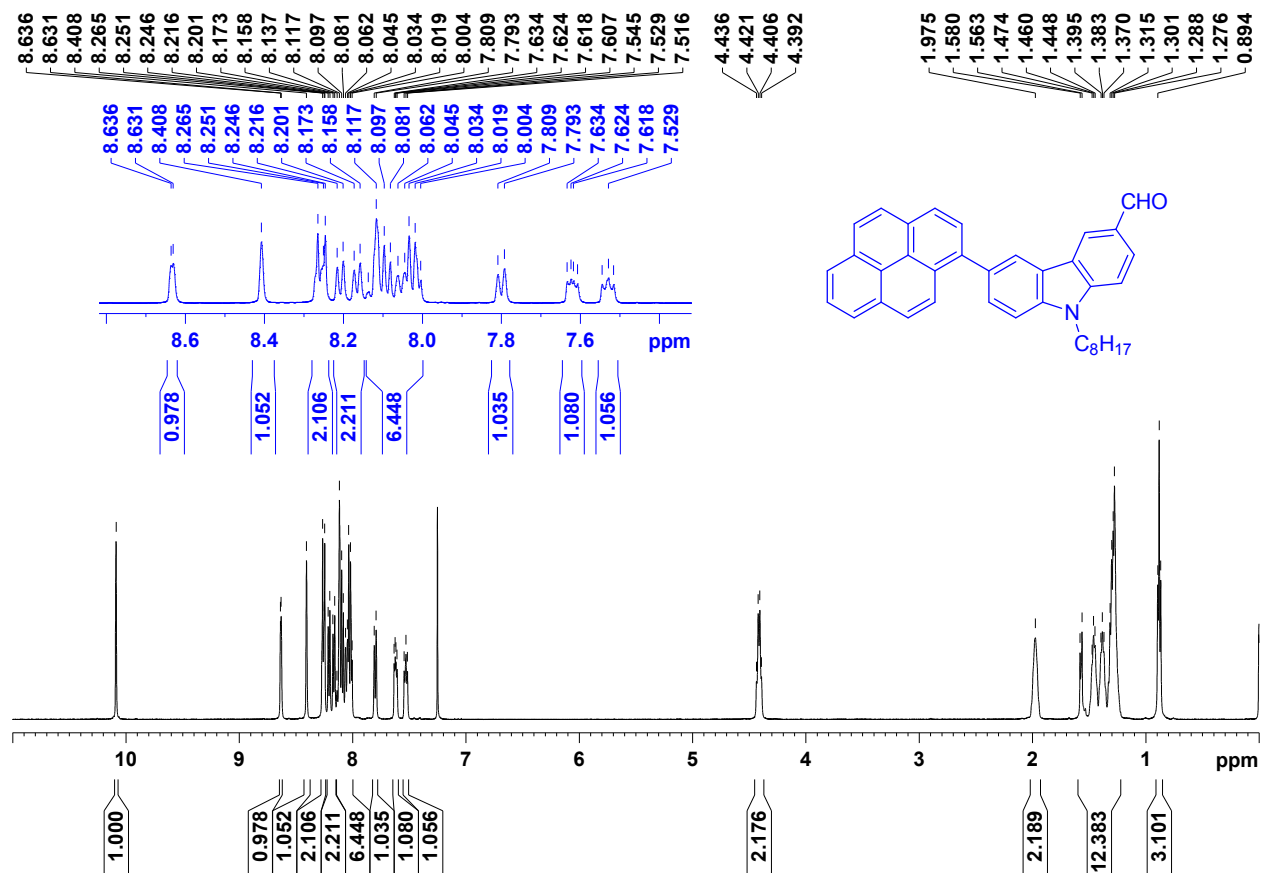 8.636 8.631 8.408 8.265 8.251 8.246 8.216 8.201 8.173 8.158 8.137 8.117 8.097 8.081 8.062 8.045 8.034 8.019 8.004 7.809 7.793 7.634 7.624 7.618 7.607 7.545 7.529 7.516 4.436 4.421 4.406 4.392 1.975 1.580 1.563 1.474 1.460 1.448 1.395 1.383 1.370 1.315 1.301 1.288 1.276 0.894
8.636 8.631 8.408 8.265 8.251 8.246 8.216 8.201 8.173 8.158 8.117 8.097 8.081 8.062 8.045 8.034 8.019 8.004 7.809 7.793 7.634 7.624 7.618 7.529
CHO
N
C8H17
8.6 8.4 8.2 8.0 7.8 7.6 ppm
0.978 1.052 2.106 2.211 6.448 1.035 1.080 1.056
10 9 8 7 6 5 4 3 2 1 ppm
1.000 0.978 1.052 2.106 2.211 6.448 1.035 1.080 1.056 2.176 2.189 12.383 3.101